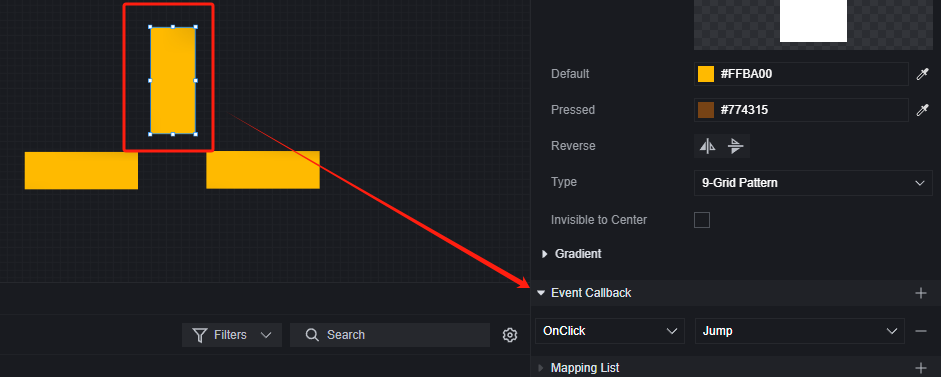 Default #FFBA00
Pressed #774315
Reverse
Type 9-Grid Pattern
Invisible to Center
Gradient
Event Callback
Filters Search OnClick Jump
Mapping List